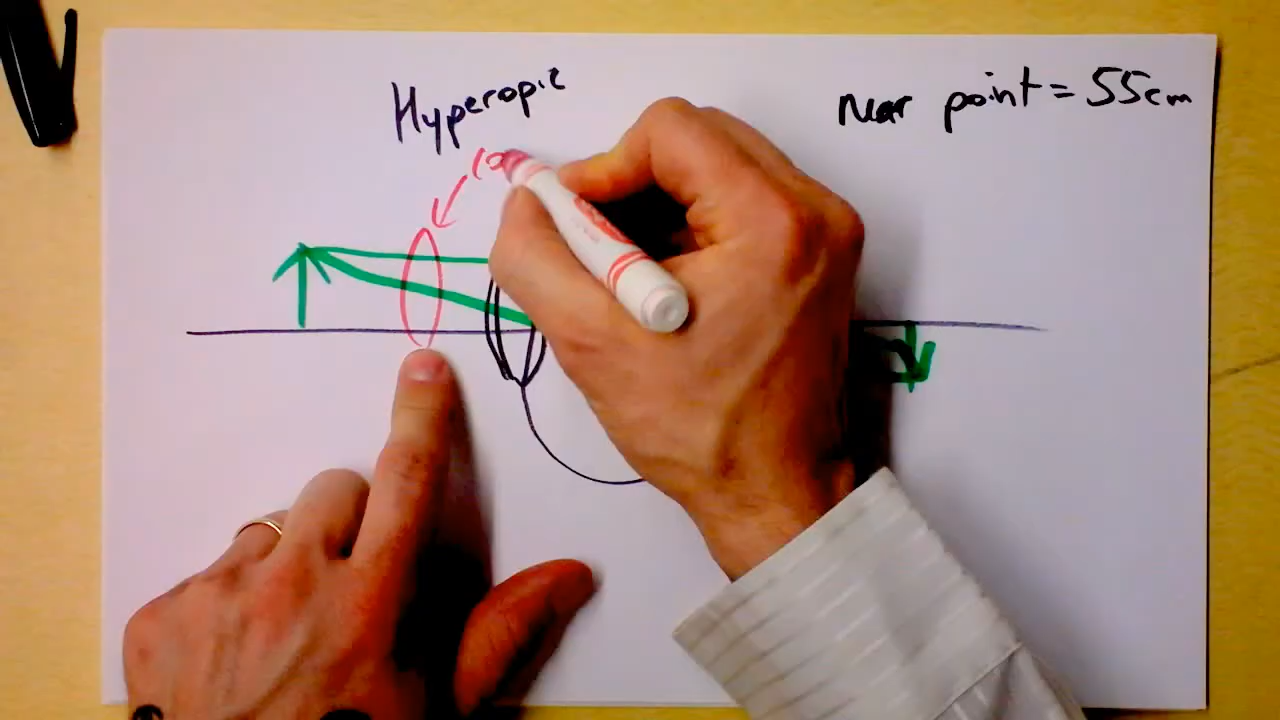 Hyperopic
Near point = 55cm
(o